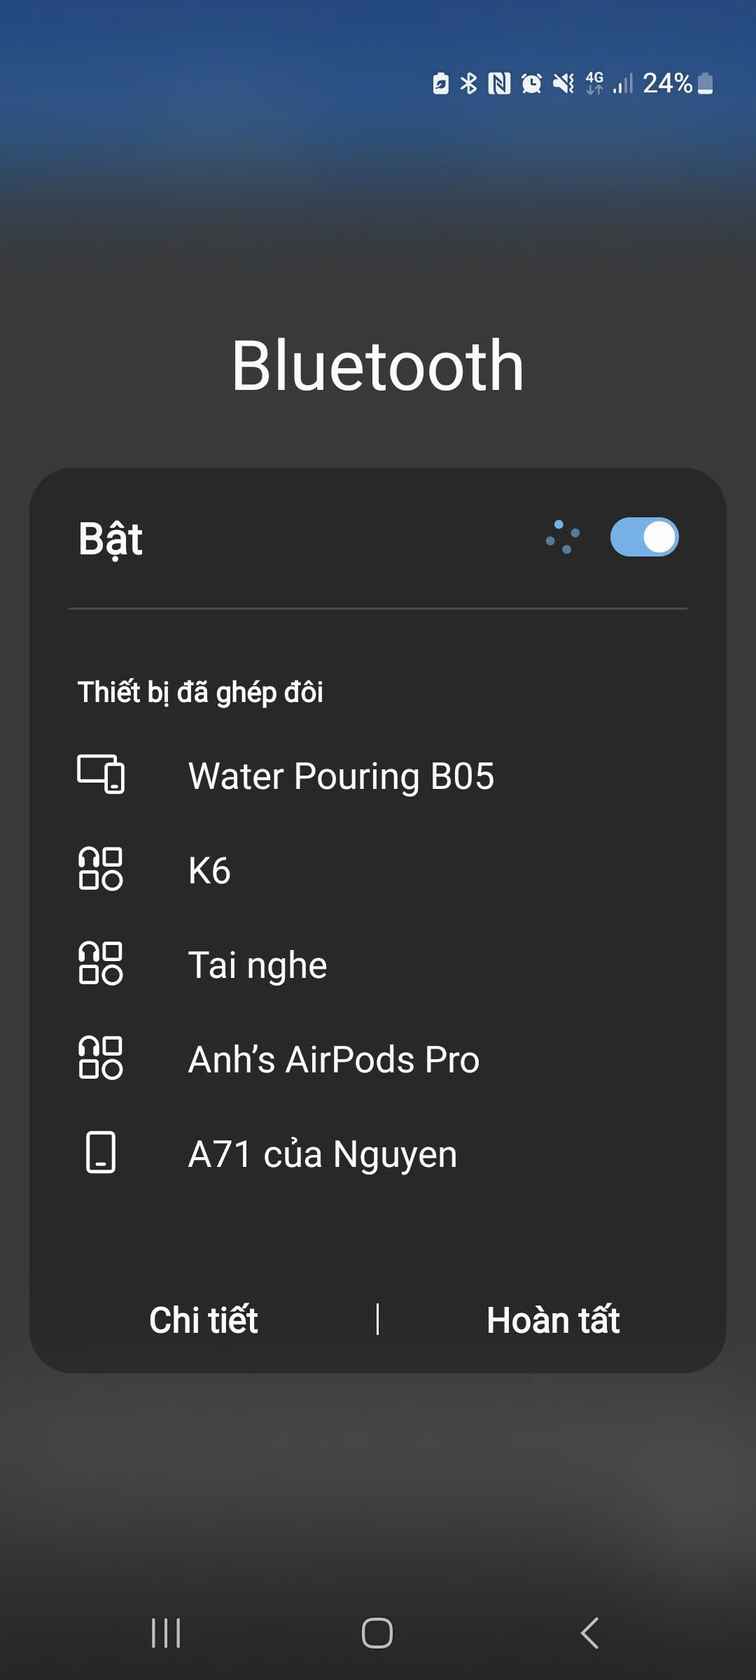 4G 24%
Bluetooth
Bật
Thiết bị đã ghép đôi
Water Pouring B05
K6
Tai nghe
Anh’s AirPods Pro
A71 của Nguyen
Chi tiết | Hoàn tất